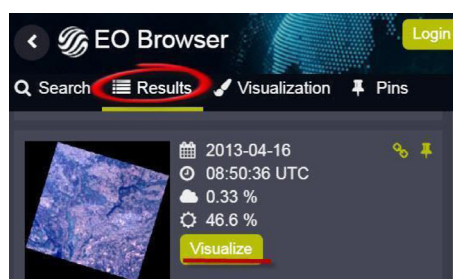 EO Browser
Login
Search Results Visualization Pins
2013-04-16
08:50:36 UTC
0.33 %
46.6 %
Visualize